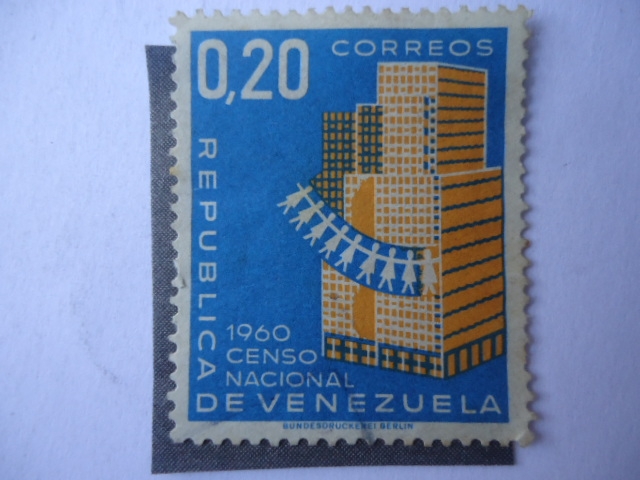 0,20
CORREOS
REPUBLICA
1960
CENSO
NACIONAL
DE VENEZUELA
BUNDESDRUCKEREI BERLIN